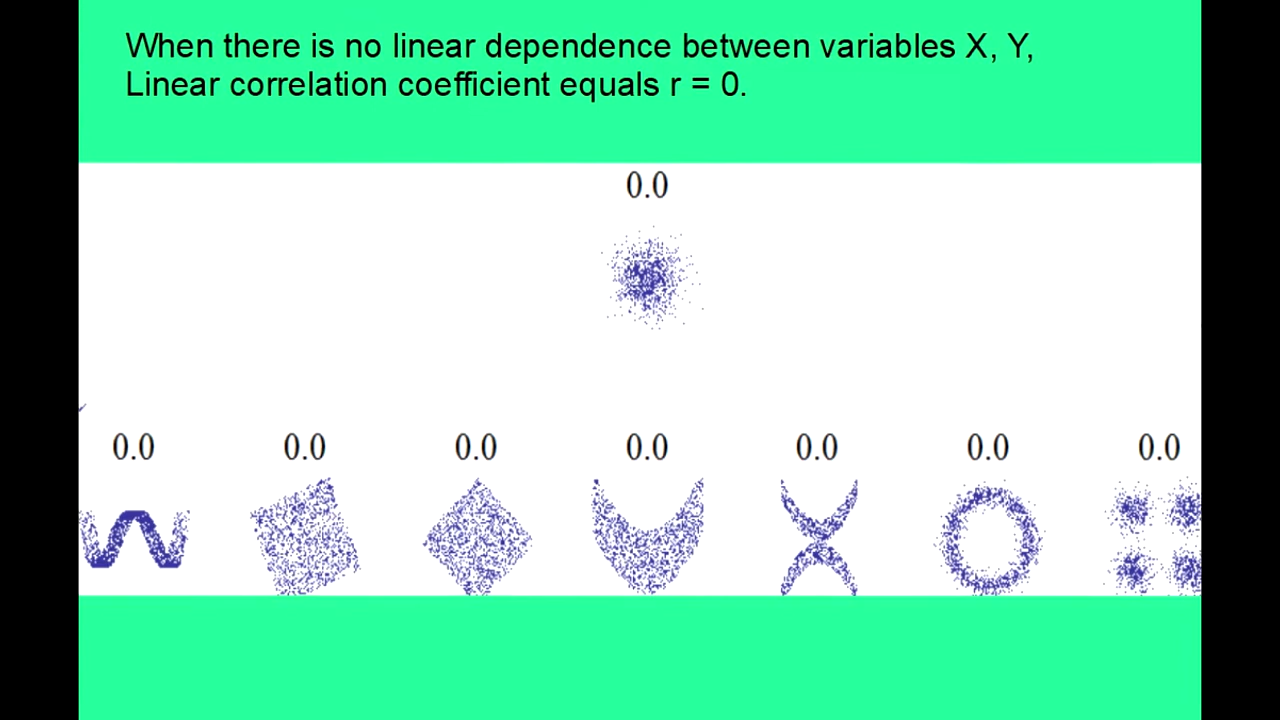 When there is no linear dependence between variables X, Y,
Linear correlation coefficient equals r = 0.
0.0
0.0 0.0 0.0 0.0 0.0 0.0 0.0